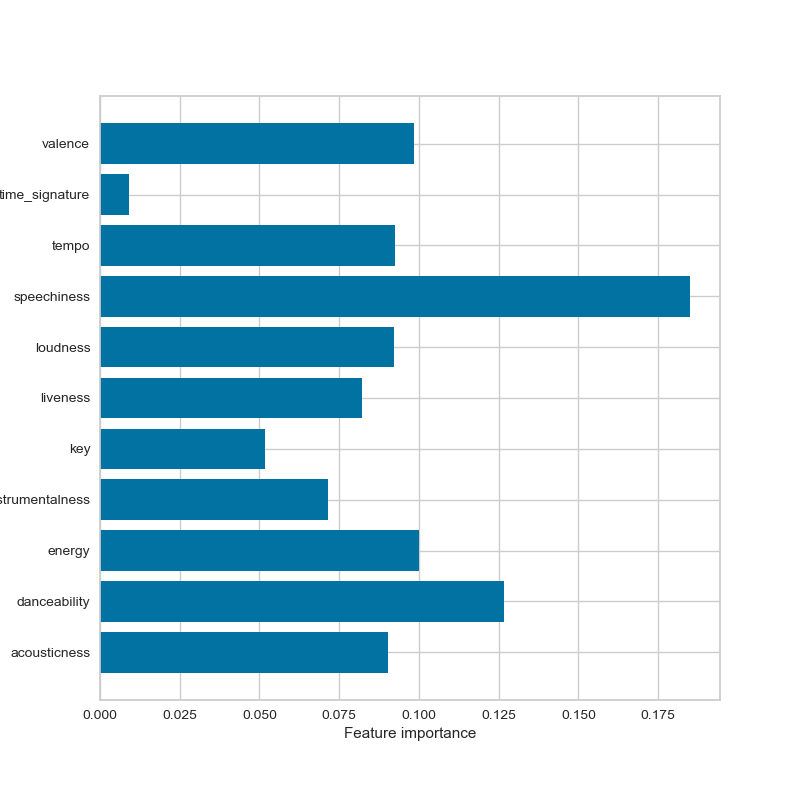 valence
time_signature
tempo
speechiness
loudness
liveness
key
strumentalness
energy
danceability
acousticness
0.000 0.025 0.050 0.075 0.100 0.125 0.150 0.175
Feature importance